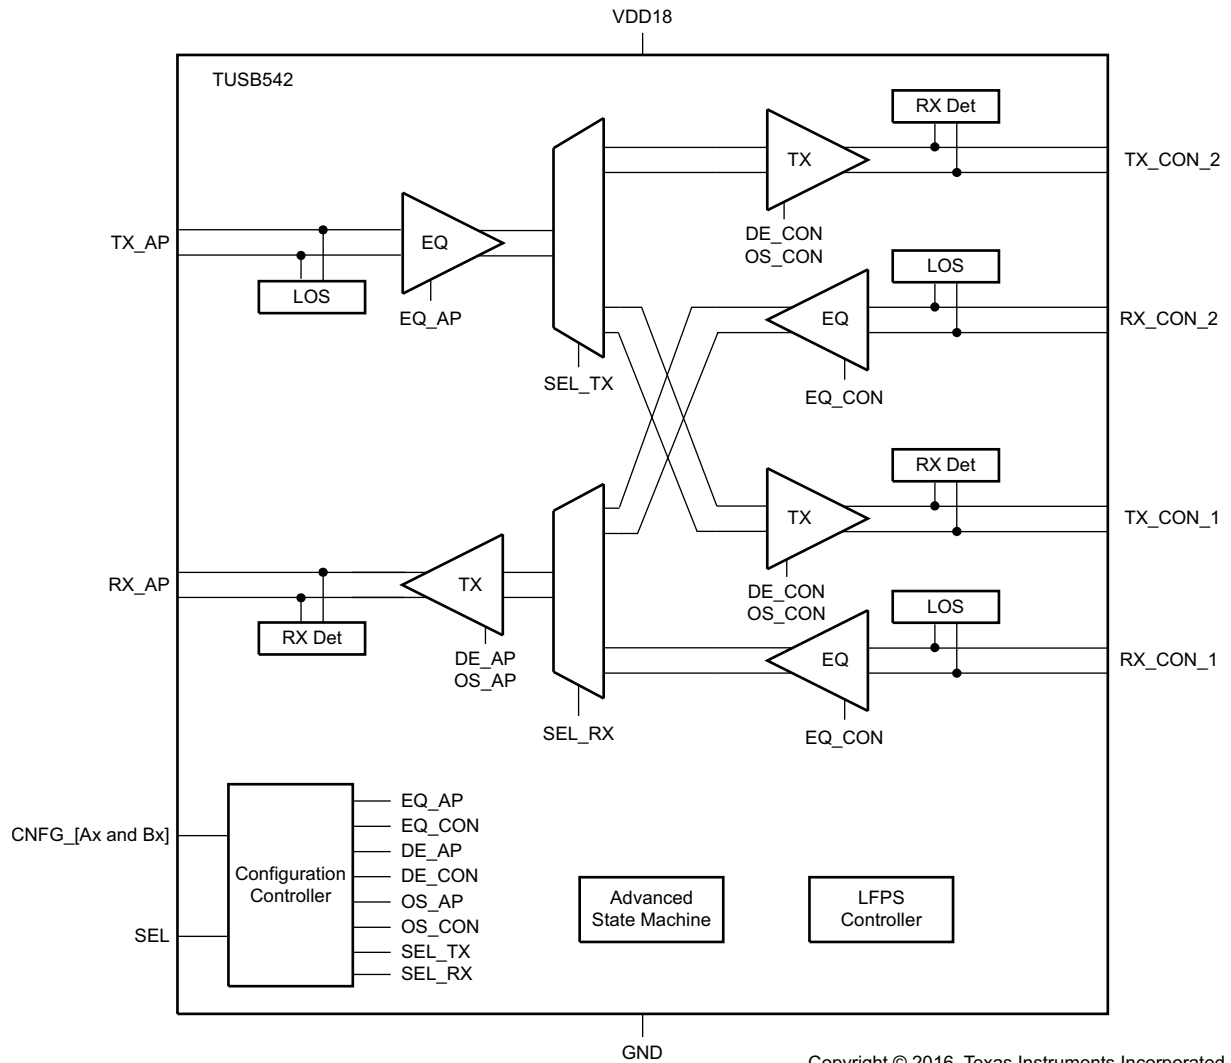 VDD18
TUSB542
RX Det
TX
TX_CON_2
TX_AP
EQ
LOS
EQ_AP
DE_CON
OS_CON
LOS
EQ
RX_CON_2
SEL_TX
EQ_CON
RX Det
TX
TX_CON_1
RX_AP
TX
RX Det
DE_AP
OS_AP
DE_CON
OS_CON
LOS
EQ
RX_CON_1
SEL_RX
EQ_CON
CNFG_[Ax and Bx]
SEL
Configuration
Controller
EQ_AP
EQ_CON
DE_AP
DE_CON
OS_AP
OS_CON
SEL_TX
SEL_RX
Advanced
State Machine
LFPS
Controller
GND
Copyright © 2016, Texas Instruments Incorporated